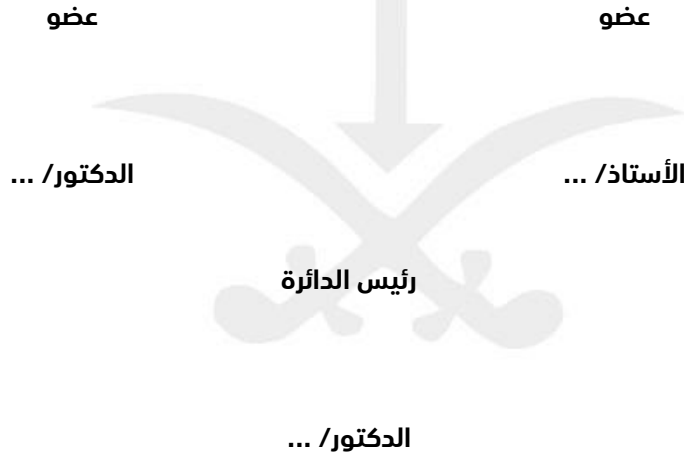 عضو عضو
الأستاذ/ ... الدكتور/ ...
رئيس الدائرة
الدكتور/ ...